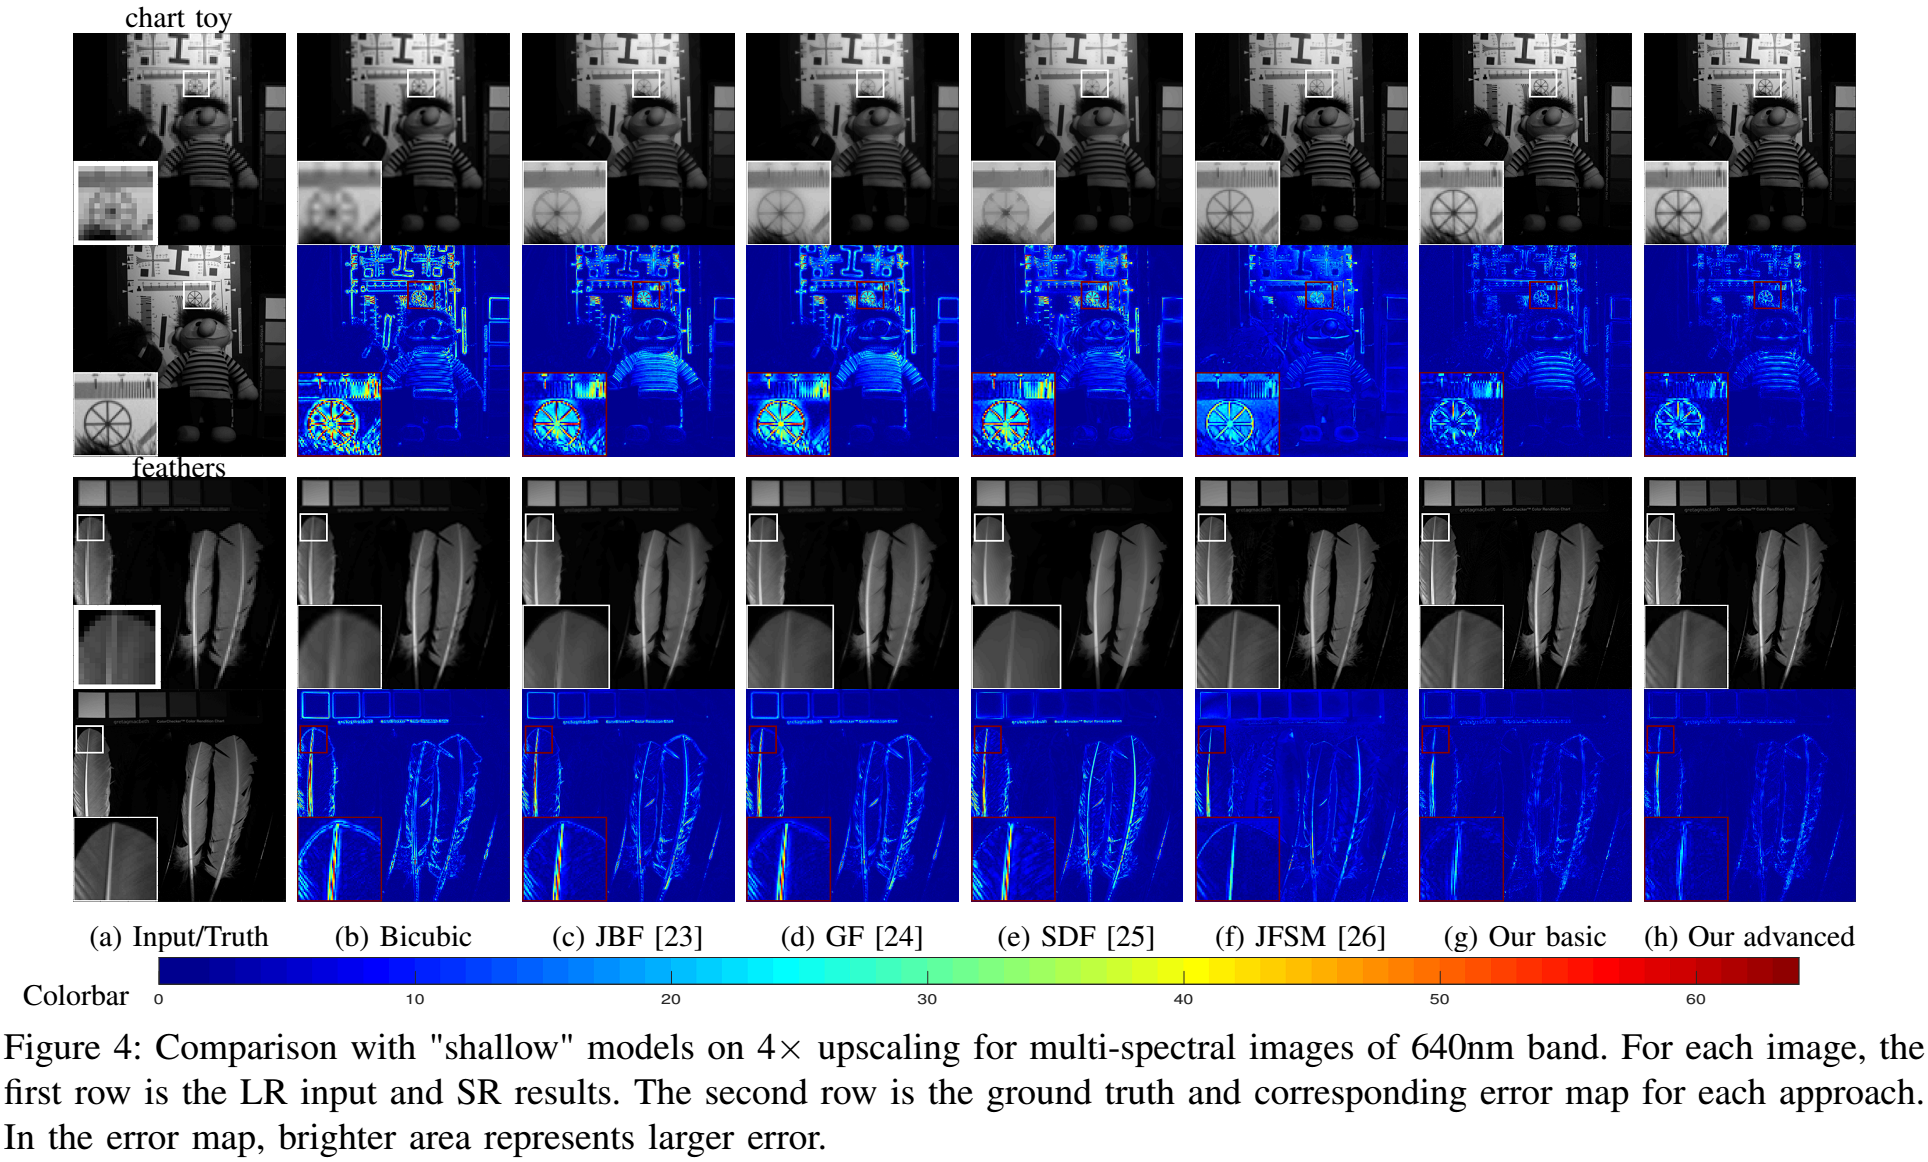 chart toy
feathers
(a) Input/Truth (b) Bicubic (c) JBF [23] (d) GF [24] (e) SDF [25] (f) JFSM [26] (g) Our basic (h) Our advanced
Colorbar 0 10 20 30 40 50 60
Figure 4: Comparison with "shallow" models on 4× upscaling for multi-spectral images of 640nm band. For each image, the
first row is the LR input and SR results. The second row is the ground truth and corresponding error map for each approach.
In the error map, brighter area represents larger error.